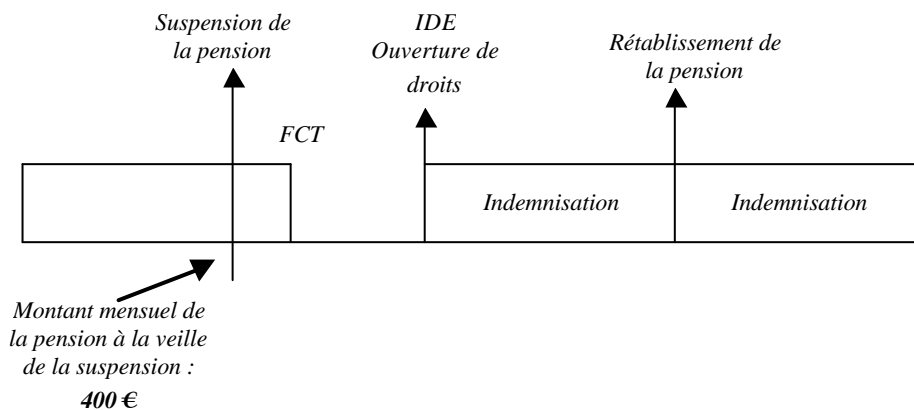 Suspension de
la pension
IDE
Ouverture de
droits
Rétablissement de
la pension
FCT
Indemnisation
Indemnisation
Montant mensuel de
la pension à la veille
de la suspension :
400 €